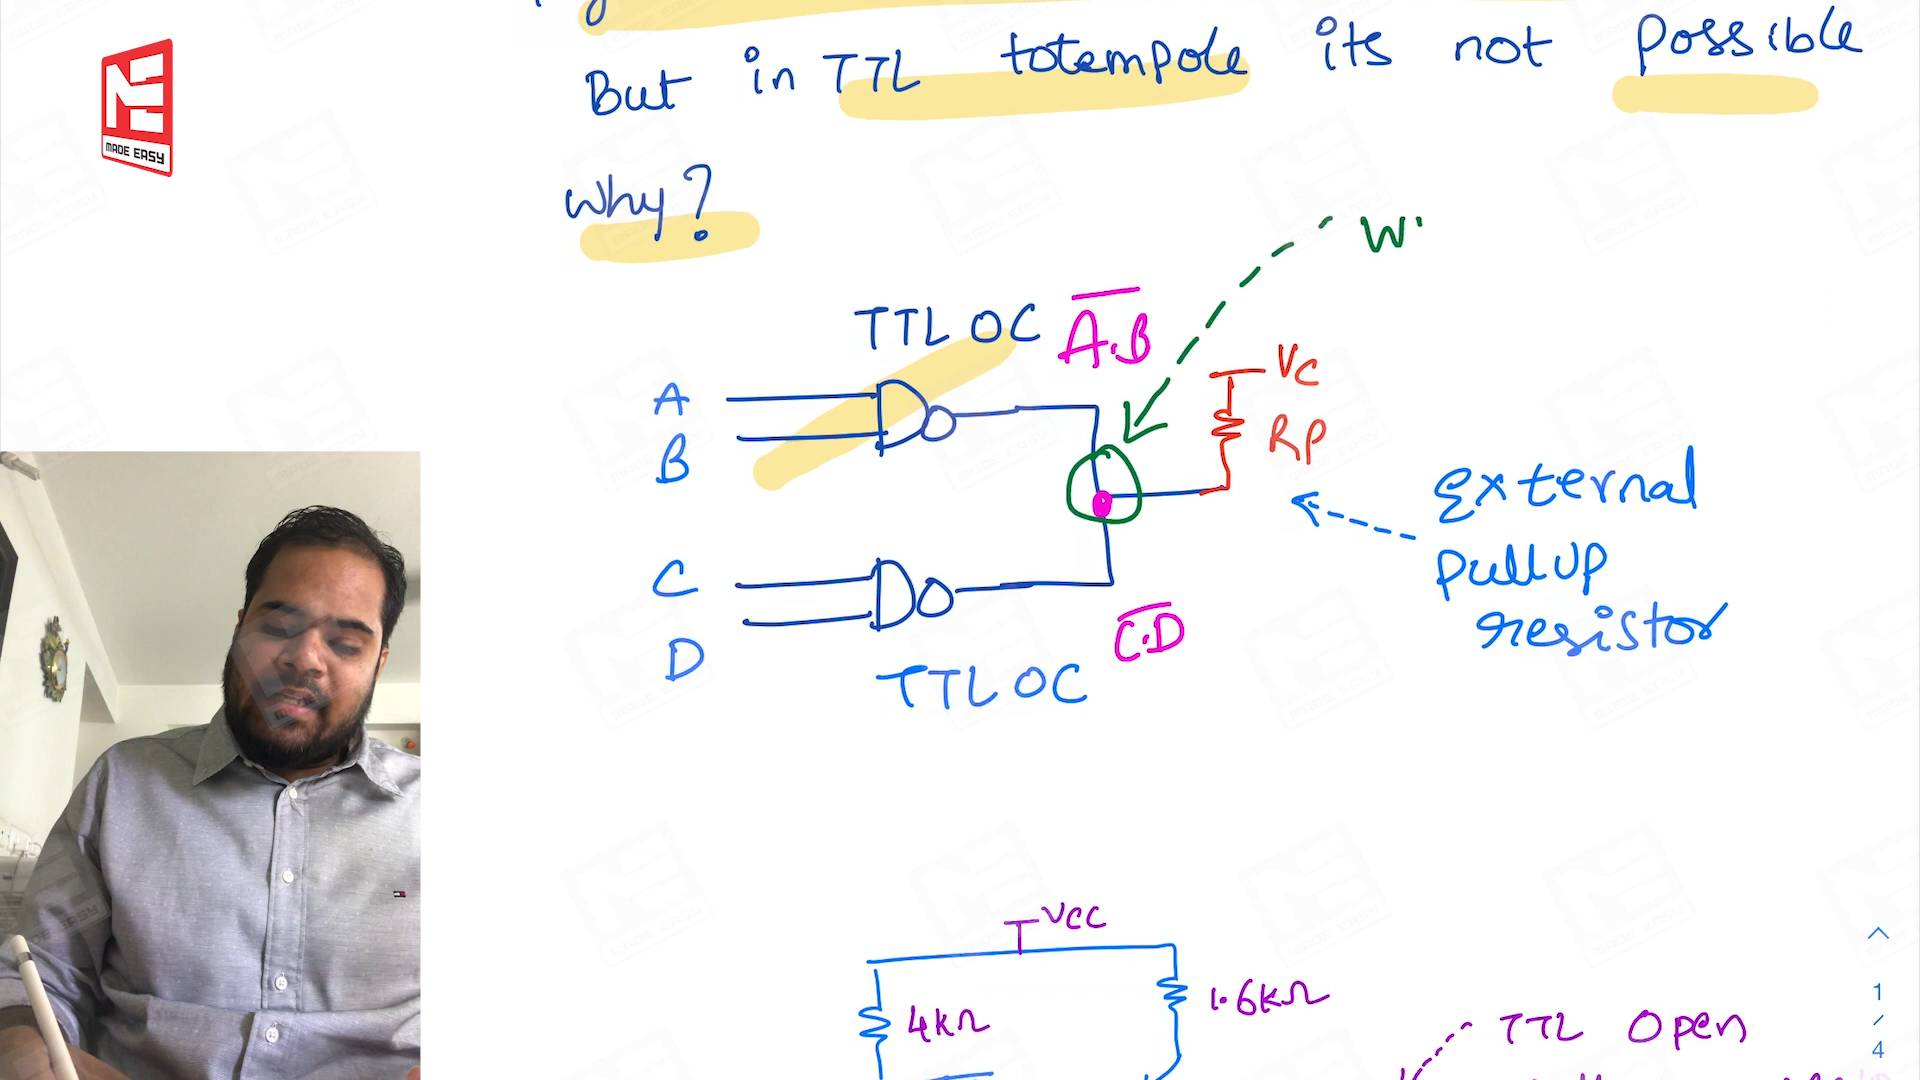 But in TTL totempole its not possible
Why?
W
TTL OC
A.B
VC
A
B
RP
External
pullup
resistor
C
D
C.D
TTL OC
VCC
4kΩ
1.6kΩ
TTL Open
MADE EASY
1/4